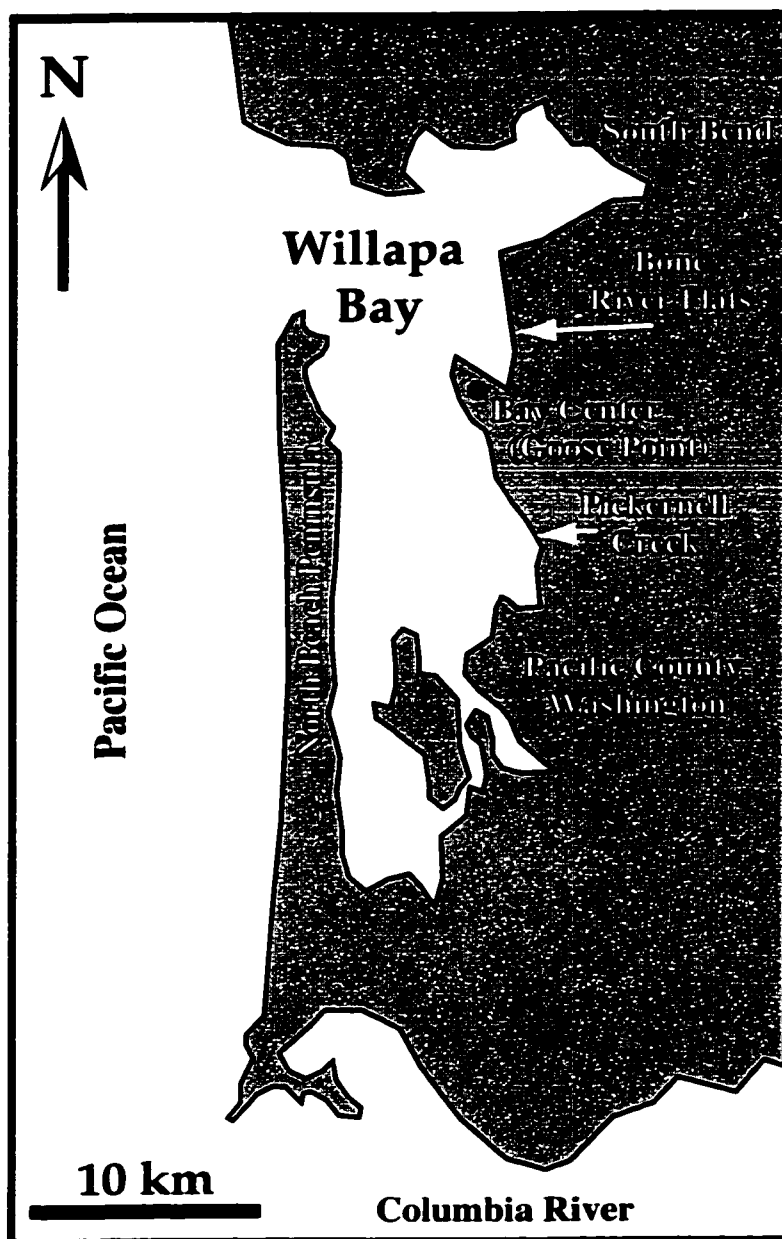 N
South Bend
Willapa
Bay
Bone
River Flats
Bay Center
(Goose Point)
Pickernell
Creek
North Beach Peninsula
Pacific Ocean
Pacific County
Washington
10 km
Columbia River